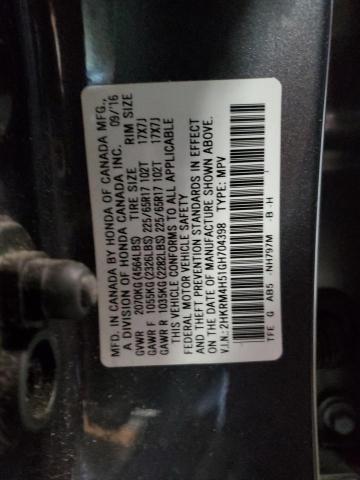 MFD. IN CANADA BY HONDA OF CANADA MFG.,
A DIVISION OF HONDA CANADA INC. 09/'16
GVWR 2070KG(4564LBS) TIRE SIZE RIM SIZE
GAWR F 1055KG(2326LBS) 225/65R17 102T 17X7J
GAWR R 1035KG(2282LBS) 225/65R17 102T 17X7J
THIS VEHICLE CONFORMS TO ALL APPLICABLE
FEDERAL MOTOR VEHICLE SAFETY
AND THEFT PREVENTION STANDARDS IN EFFECT
ON THE DATE OF MANUFACTURE SHOWN ABOVE.
V.I.N.: 2HKRM4H51GH704398 TYPE: MPV
TFE G AB5 NH797M B-H